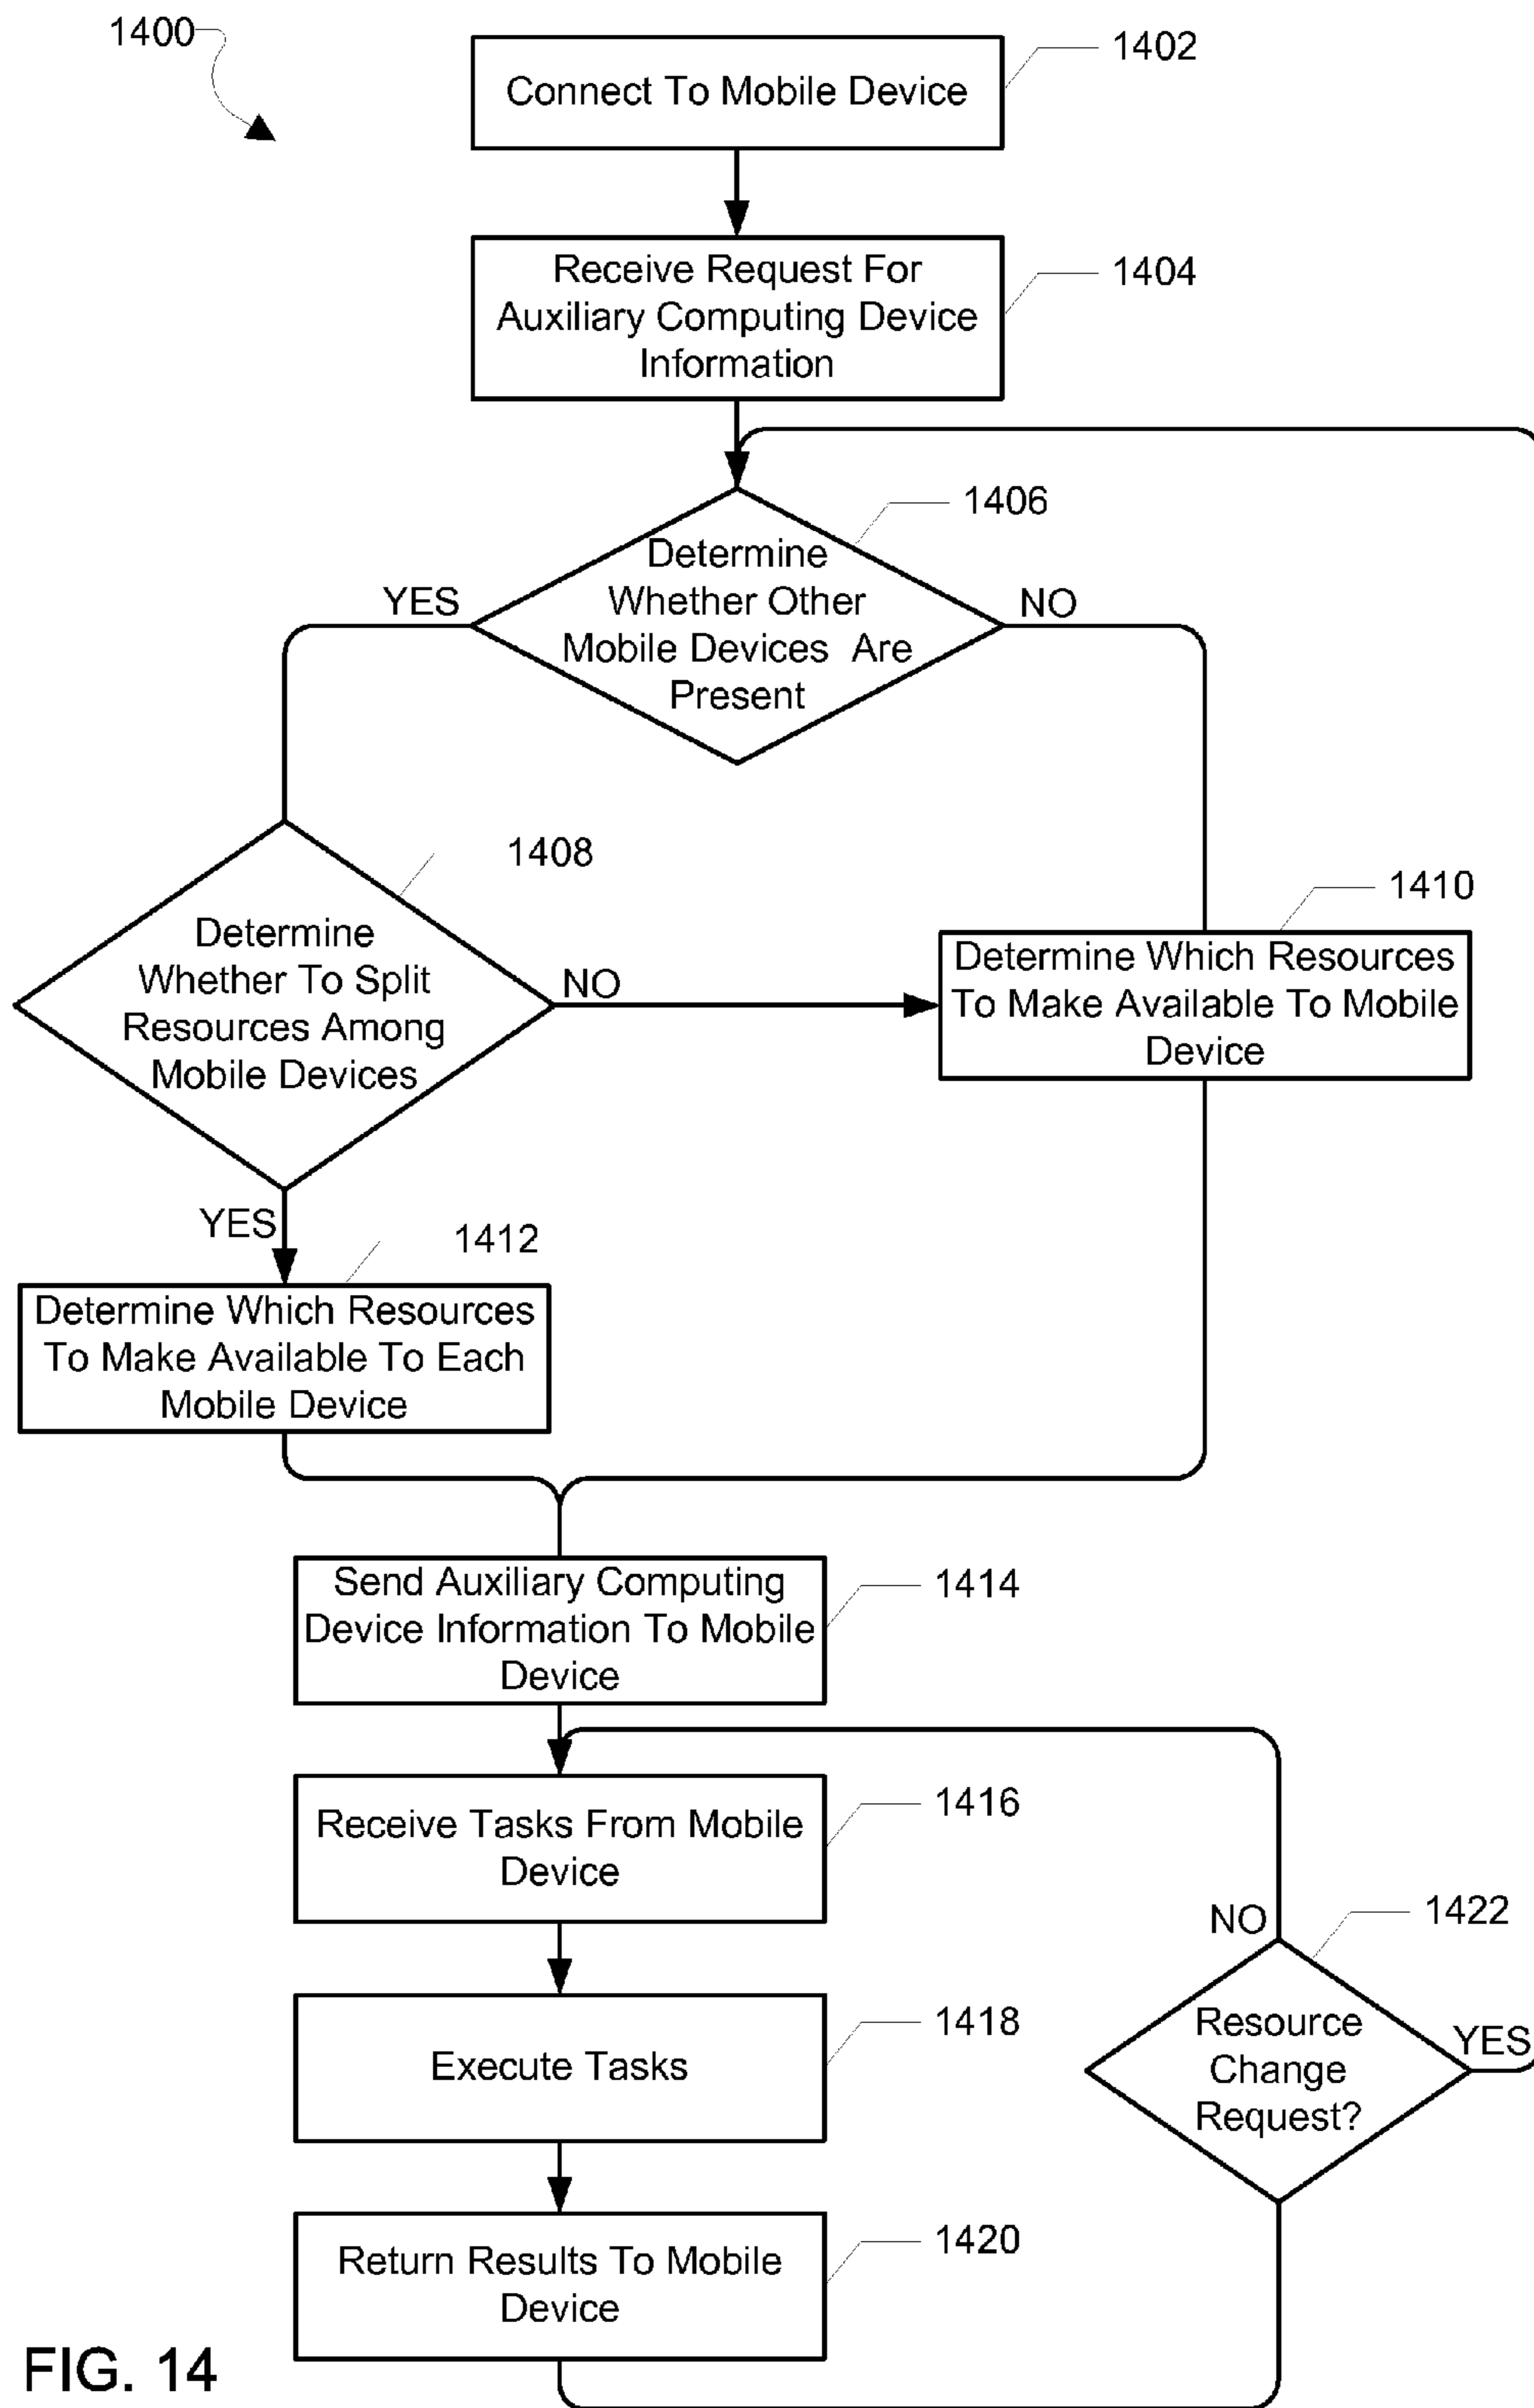 1400
Connect To Mobile Device
1402
Receive Request For
Auxiliary Computing Device
Information
1404
1406
Determine
Whether Other
Mobile Devices Are
Present
YES
NO
1408
Determine
Whether To Split
Resources Among
Mobile Devices
NO
YES
1410
Determine Which Resources
To Make Available To Mobile
Device
1412
Determine Which Resources
To Make Available To Each
Mobile Device
Send Auxiliary Computing
Device Information To Mobile
Device
1414
Receive Tasks From Mobile
Device
1416
Execute Tasks
1418
Return Results To Mobile
Device
1420
NO
1422
Resource
Change
Request?
YES
FIG. 14